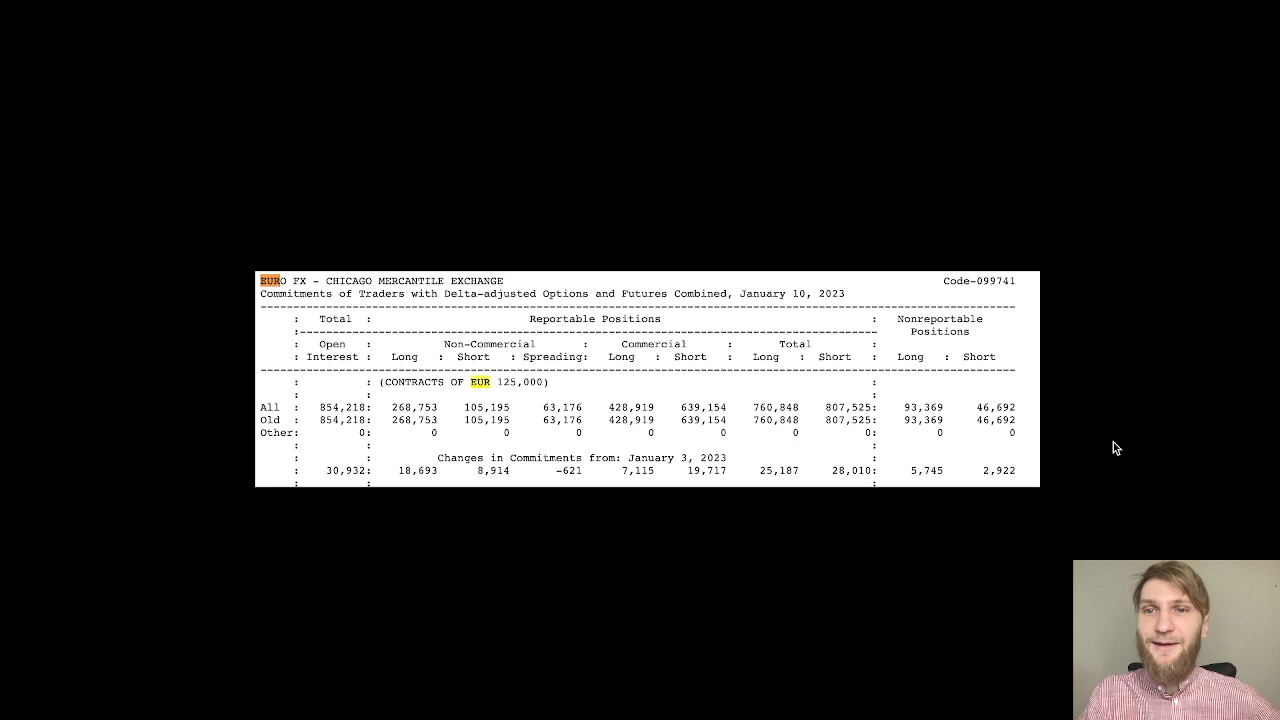 EURO FX - CHICAGO MERCANTILE EXCHANGE Code-099741
Commitments of Traders with Delta-adjusted Options and Futures Combined, January 10, 2023
--------------------------------------------------------------------------------
: Total : Reportable Positions : Nonreportable
:-------------------------------------------------------------- Positions
: Open : Non-Commercial : Commercial : Total :
: Interest : Long : Short : Spreading: Long : Short : Long : Short : Long : Short
--------------------------------------------------------------------------------
: : (CONTRACTS OF EUR 125,000) :
: : :
All : 854,218: 268,753 105,195 63,176 428,919 639,154 760,848 807,525: 93,369 46,692
Old : 854,218: 268,753 105,195 63,176 428,919 639,154 760,848 807,525: 93,369 46,692
Other: 0: 0 0 0 0 0 0 0: 0 0
: : :
: : Changes in Commitments from: January 3, 2023 :
: 30,932: 18,693 8,914 -621 7,115 19,717 25,187 28,010: 5,745 2,922
: : :